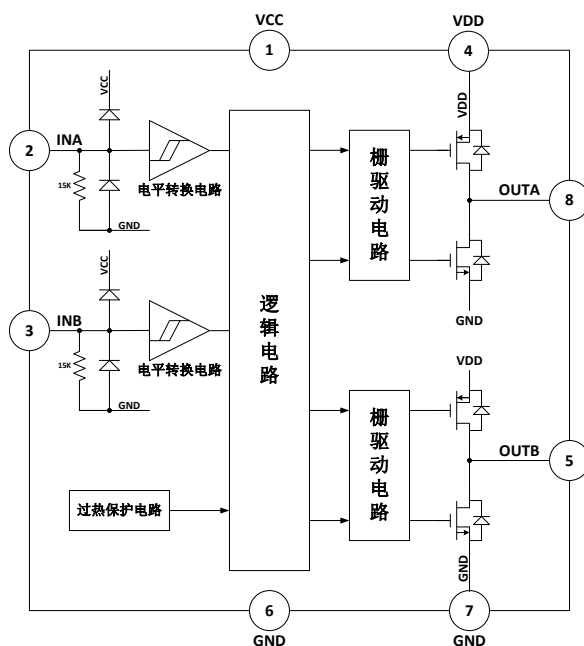 VCC
VDD
1
4
VCC
VDD
2
INA
15K
GND
电平转换电路
栅驱动电路
OUTA
8
GND
VCC
3
INB
15K
GND
电平转换电路
逻辑电路
VDD
栅驱动电路
OUTB
5
过热保护电路
GND
6
7
GND
GND